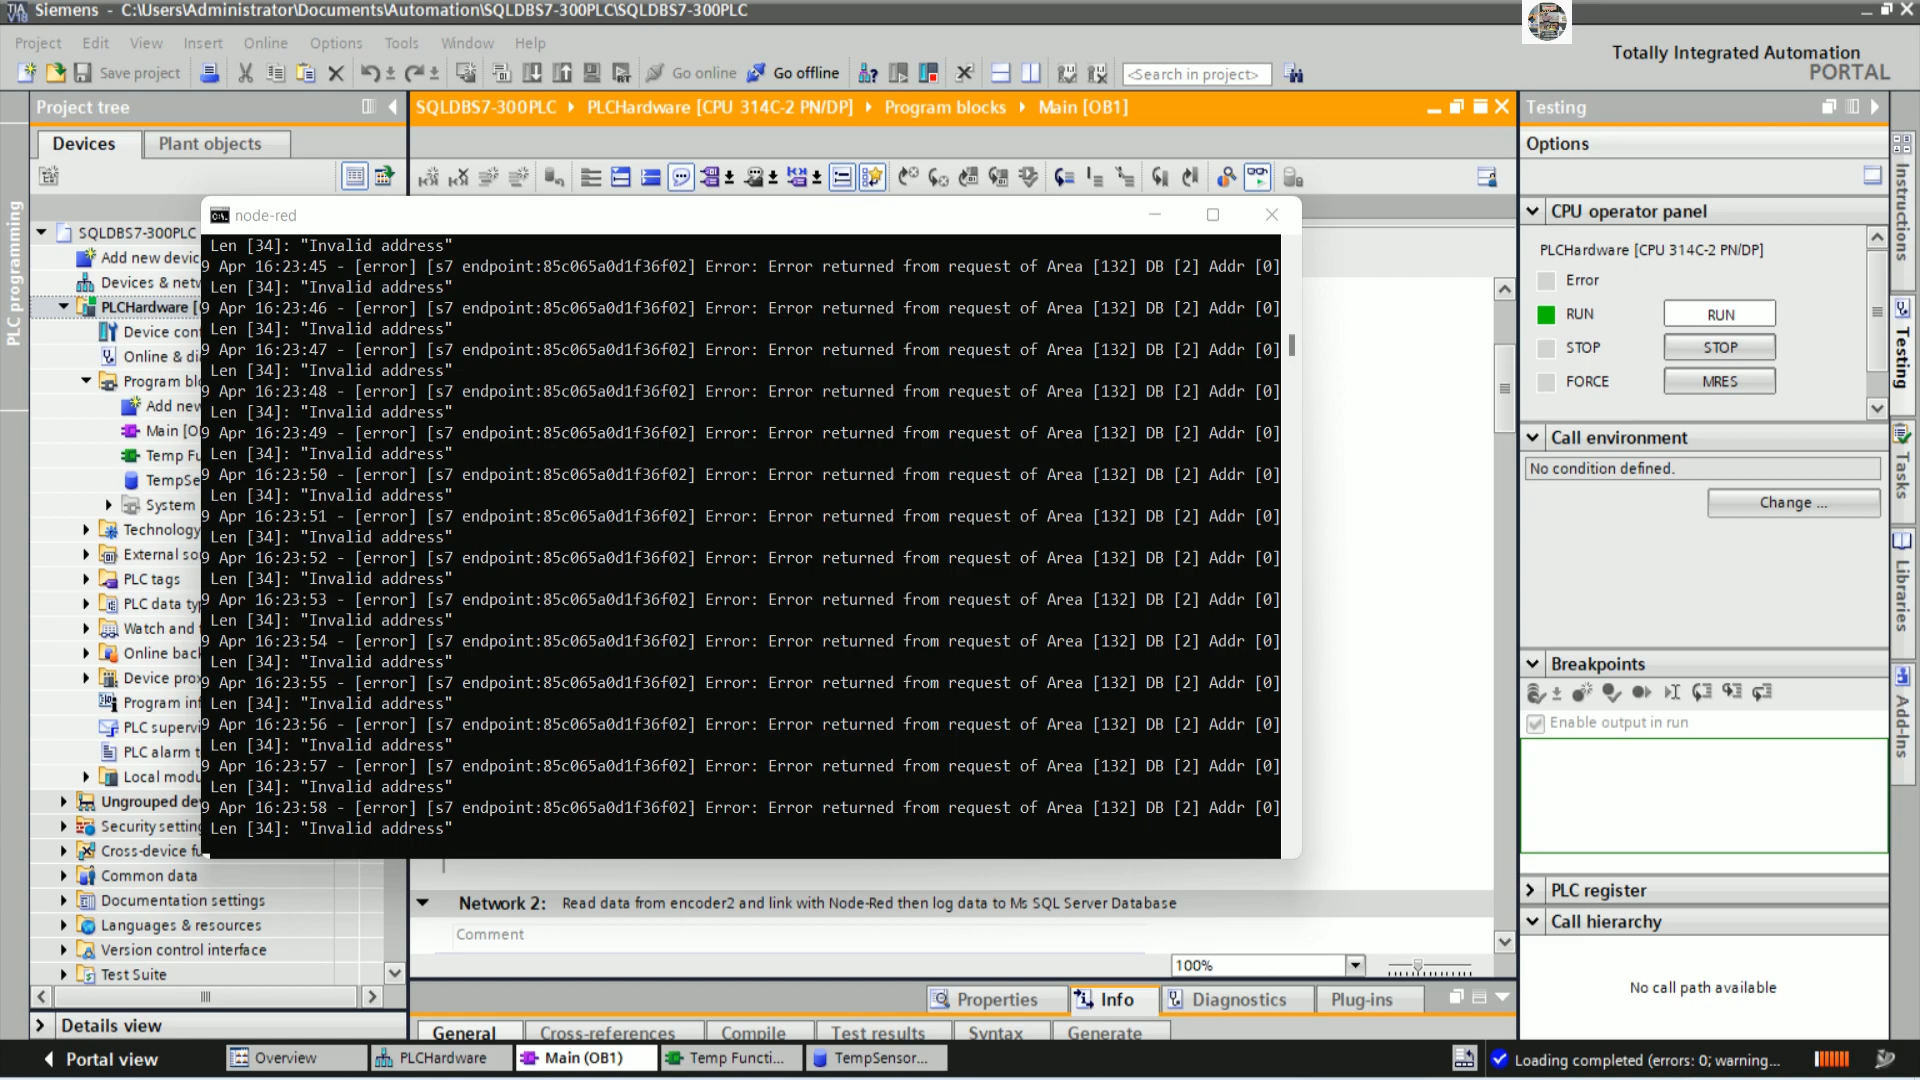 Siemens - C:\Users\Administrator\Documents\Automation\SQLDBS7-300PLC\SQLDBS7-300PLC
Project Edit View Insert Online Options Tools Window Help
Totally Integrated Automation
PORTAL
Save project
Go online
Go offline
<Search in project>
Project tree
SQLDBS7-300PLC
PLCHardware [CPU 314C-2 PN/DP]
Program blocks
Main [OB1]
Testing
Devices
Plant objects
Options
PLC programming
SQLDBS7-300PLC
Add new devic
Devices & netw
PLCHardware [
Device con
Online & di
Program blo
Add new
Main [O
Temp Fu
TempSe
System
Technology
External so
PLC tags
PLC data ty
Watch and
Online back
Device prox
Program inf
PLC supervi
PLC alarm t
Local modu
Ungrouped de
Security setting
Cross-device fu
Common data
Documentation settings
Languages & resources
Version control interface
Test Suite
Details view
node-red
Len [34]: "Invalid address"
9 Apr 16:23:45 - [error] [s7 endpoint:85c065a0d1f36f02] Error: Error returned from request of Area [132] DB [2] Addr [0]
Len [34]: "Invalid address"
9 Apr 16:23:46 - [error] [s7 endpoint:85c065a0d1f36f02] Error: Error returned from request of Area [132] DB [2] Addr [0]
Len [34]: "Invalid address"
9 Apr 16:23:47 - [error] [s7 endpoint:85c065a0d1f36f02] Error: Error returned from request of Area [132] DB [2] Addr [0]
Len [34]: "Invalid address"
9 Apr 16:23:48 - [error] [s7 endpoint:85c065a0d1f36f02] Error: Error returned from request of Area [132] DB [2] Addr [0]
Len [34]: "Invalid address"
9 Apr 16:23:49 - [error] [s7 endpoint:85c065a0d1f36f02] Error: Error returned from request of Area [132] DB [2] Addr [0]
Len [34]: "Invalid address"
9 Apr 16:23:50 - [error] [s7 endpoint:85c065a0d1f36f02] Error: Error returned from request of Area [132] DB [2] Addr [0]
Len [34]: "Invalid address"
9 Apr 16:23:51 - [error] [s7 endpoint:85c065a0d1f36f02] Error: Error returned from request of Area [132] DB [2] Addr [0]
Len [34]: "Invalid address"
9 Apr 16:23:52 - [error] [s7 endpoint:85c065a0d1f36f02] Error: Error returned from request of Area [132] DB [2] Addr [0]
Len [34]: "Invalid address"
9 Apr 16:23:53 - [error] [s7 endpoint:85c065a0d1f36f02] Error: Error returned from request of Area [132] DB [2] Addr [0]
Len [34]: "Invalid address"
9 Apr 16:23:54 - [error] [s7 endpoint:85c065a0d1f36f02] Error: Error returned from request of Area [132] DB [2] Addr [0]
Len [34]: "Invalid address"
9 Apr 16:23:55 - [error] [s7 endpoint:85c065a0d1f36f02] Error: Error returned from request of Area [132] DB [2] Addr [0]
Len [34]: "Invalid address"
9 Apr 16:23:56 - [error] [s7 endpoint:85c065a0d1f36f02] Error: Error returned from request of Area [132] DB [2] Addr [0]
Len [34]: "Invalid address"
9 Apr 16:23:57 - [error] [s7 endpoint:85c065a0d1f36f02] Error: Error returned from request of Area [132] DB [2] Addr [0]
Len [34]: "Invalid address"
9 Apr 16:23:58 - [error] [s7 endpoint:85c065a0d1f36f02] Error: Error returned from request of Area [132] DB [2] Addr [0]
Len [34]: "Invalid address"
Network 2: Read data from encoder2 and link with Node-Red then log data to Ms SQL Server Database
Comment
100%
Properties
Info
Diagnostics
Plug-ins
General
Cross-references
Compile
Test results
Syntax
Generate
CPU operator panel
PLCHardware [CPU 314C-2 PN/DP]
Error
RUN RUN
STOP STOP
FORCE MRES
Call environment
No condition defined.
Change ...
Breakpoints
Enable output in run
PLC register
Call hierarchy
No call path available
Instructions
Testing
Tasks
Libraries
Add-Ins
Portal view
Overview
PLCHardware
Main (OB1)
Temp Functi...
TempSensor...
Loading completed (errors: 0; warning...